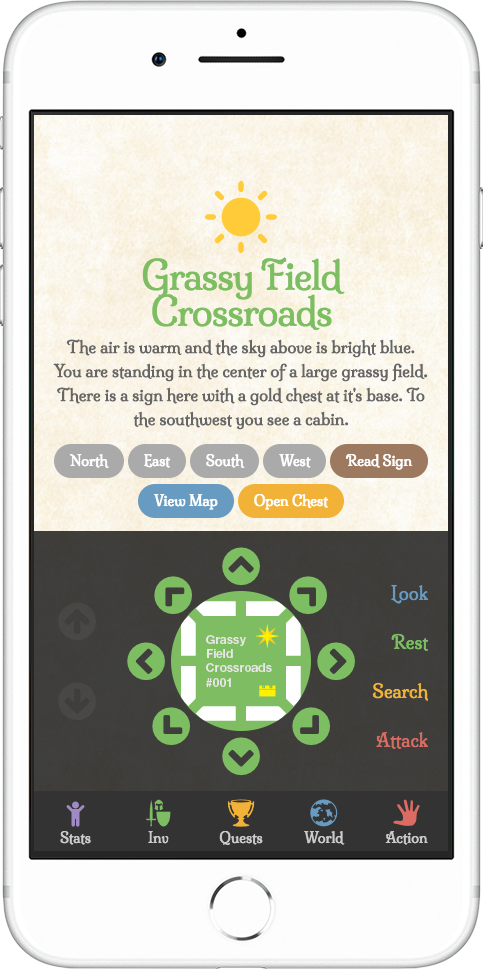 Grassy Field
Crossroads
The air is warm and the sky above is bright blue.
You are standing in the center of a large grassy field.
There is a sign here with a gold chest at it's base. To
the southwest you see a cabin.
North East South West Read Sign
View Map Open Chest
Look
Rest
Search
Attack
Grassy
Field
Crossroads
#001
Stats Inv Quests World Action